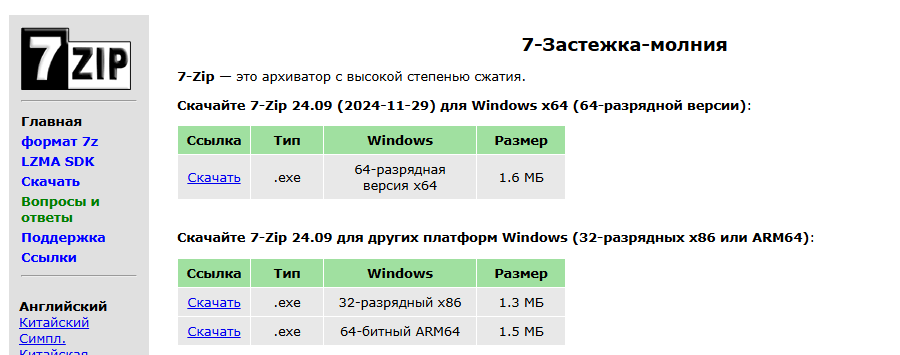 7ZIP
Главная
формат 7z
LZMA SDK
Скачать
Вопросы и
ответы
Поддержка
Ссылки
Английский
Китайский
Симпл.
Китайская
7-Застежка-молния
7-Zip — это архиватор с высокой степенью сжатия.
Скачайте 7-Zip 24.09 (2024-11-29) для Windows x64 (64-разрядной версии):
Ссылка Тип Windows Размер
Скачать .exe 64-разрядная версия x64 1.6 МБ
Скачайте 7-Zip 24.09 для других платформ Windows (32-разрядных x86 или ARM64):
Ссылка Тип Windows Размер
Скачать .exe 32-разрядный x86 1.3 МБ
Скачать .exe 64-битный ARM64 1.5 МБ